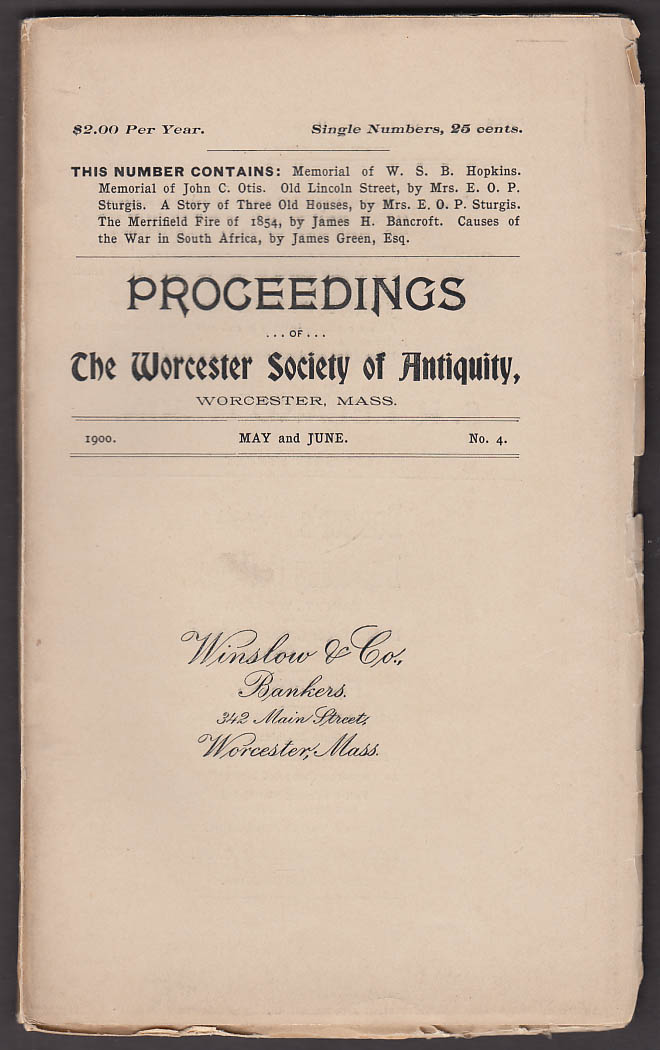 $2.00 Per Year. Single Numbers, 25 cents.
THIS NUMBER CONTAINS: Memorial of W. S. B. Hopkins.
Memorial of John C. Otis. Old Lincoln Street, by Mrs. E. O. P.
Sturgis. A Story of Three Old Houses, by Mrs. E. O. P. Sturgis.
The Merrifield Fire of 1854, by James H. Bancroft. Causes of
the War in South Africa, by James Green, Esq.
PROCEEDINGS
...OF...
The Worcester Society of Antiquity,
WORCESTER, MASS.
1900. MAY and JUNE. No. 4.
Winslow & Co.,
Bankers.
342 Main Street,
Worcester, Mass.